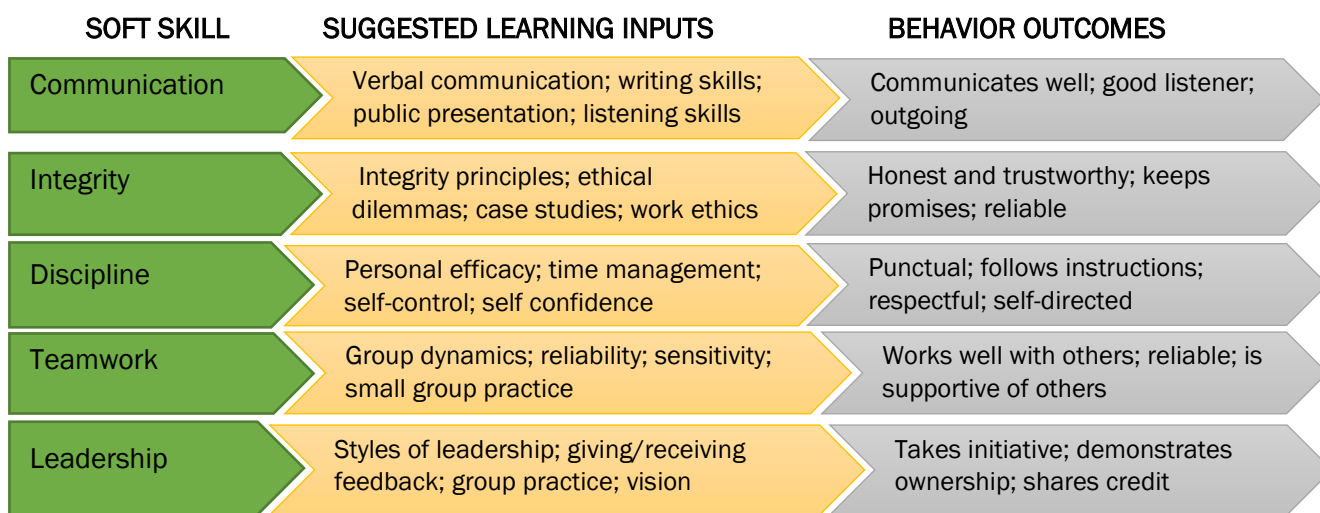 SOFT SKILL SUGGESTED LEARNING INPUTS BEHAVIOR OUTCOMES
Communication
Verbal communication; writing skills;
public presentation; listening skills
Communicates well; good listener;
outgoing
Integrity
Integrity principles; ethical
dilemmas; case studies; work ethics
Honest and trustworthy; keeps
promises; reliable
Discipline
Personal efficacy; time management;
self-control; self confidence
Punctual; follows instructions;
respectful; self-directed
Teamwork
Group dynamics; reliability; sensitivity;
small group practice
Works well with others; reliable; is
supportive of others
Leadership
Styles of leadership; giving/receiving
feedback; group practice; vision
Takes initiative; demonstrates
ownership; shares credit